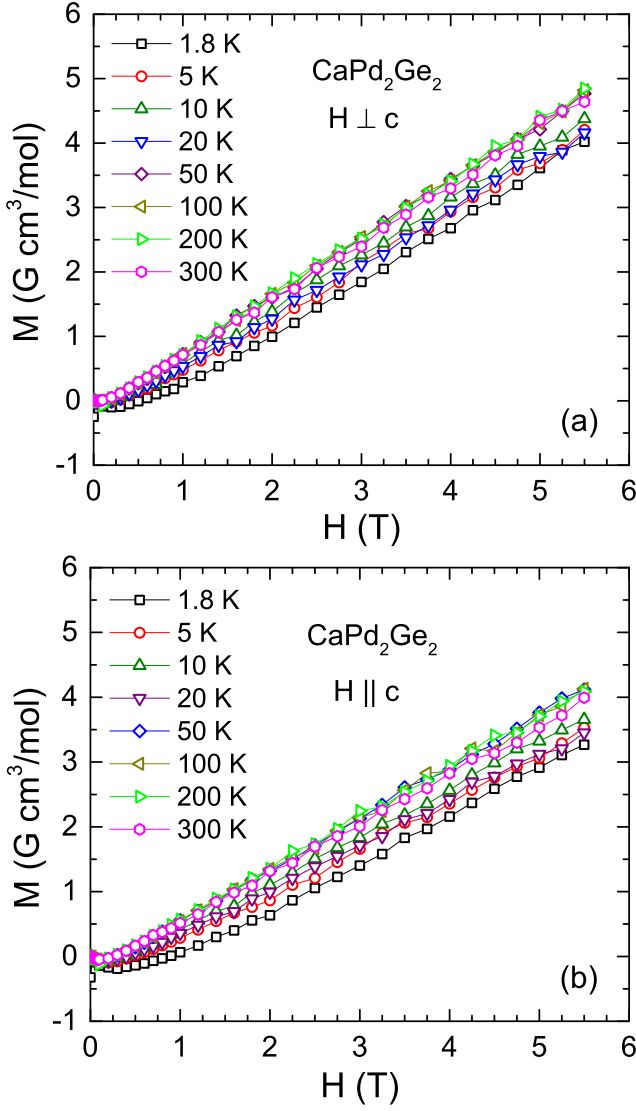 6
5
4
3
2
1
0
-1
M (G cm³/mol)
1.8 K
5 K
10 K
20 K
50 K
100 K
200 K
300 K
CaPd₂Ge₂
H ⊥ c
(a)
0 1 2 3 4 5 6
H (T)
6
5
4
3
2
1
0
-1
M (G cm³/mol)
1.8 K
5 K
10 K
20 K
50 K
100 K
200 K
300 K
CaPd₂Ge₂
H || c
(b)
0 1 2 3 4 5 6
H (T)